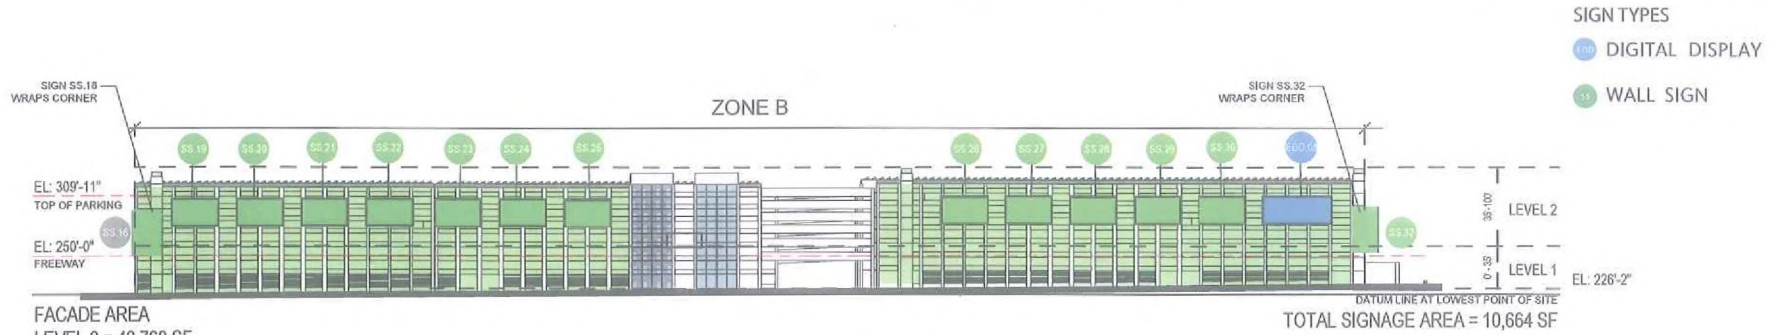 SIGN TYPES
DIGITAL DISPLAY
SS WALL SIGN
SIGN SS.18
WRAPS CORNER
ZONE B
SIGN SS.32
WRAPS CORNER
SS.19 SS.20 SS.21 SS.22 SS.23 SS.24 SS.25 SS.27 SS.28 SS.29 SS.30
EL: 309'-11"
TOP OF PARKING
SS.16
EL: 250'-0"
FREEWAY
SS.32
LEVEL 2
35'-100'
LEVEL 1
0'-35'
EL: 226'-2"
DATUM LINE AT LOWEST POINT OF SITE
FACADE AREA
TOTAL SIGNAGE AREA = 10,664 SF